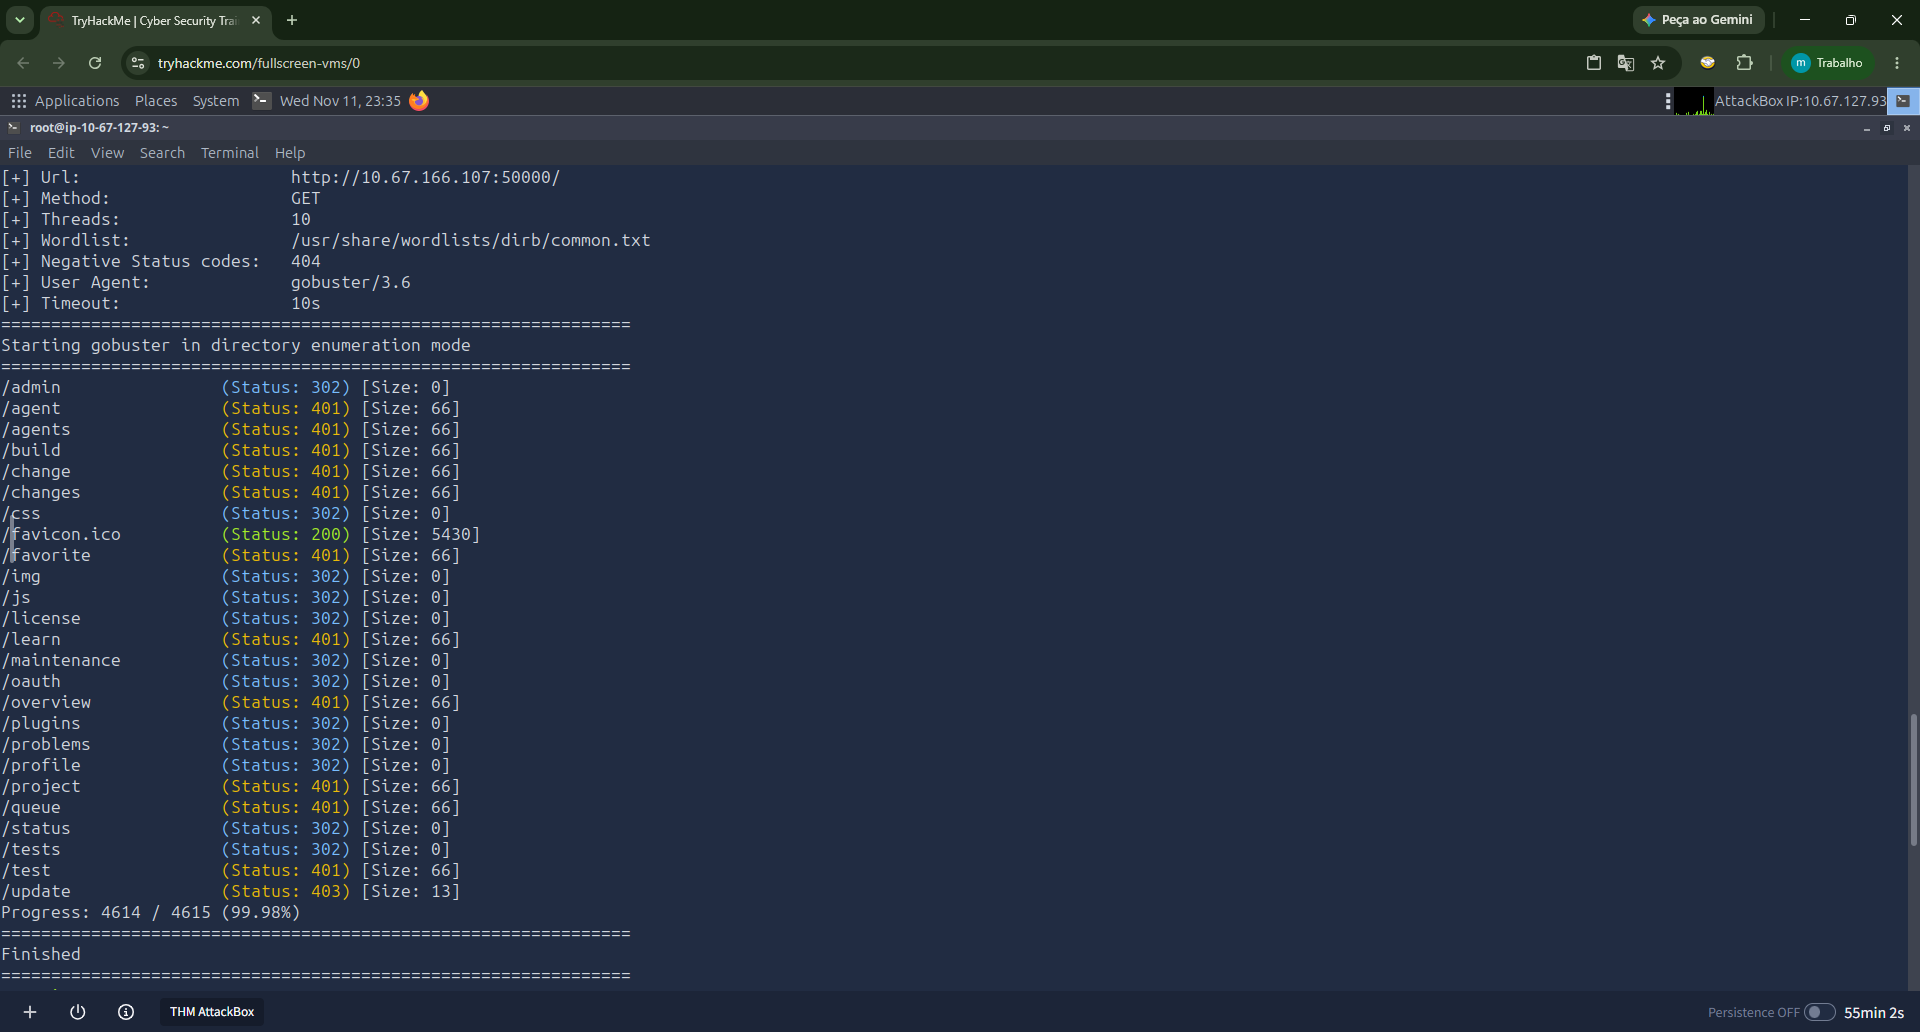 TryHackMe | Cyber Security Trai
Peça ao Gemini
tryhackme.com/fullscreen-vms/0
m Trabalho
Applications Places System Wed Nov 11, 23:35
AttackBox IP:10.67.127.93
root@ip-10-67-127-93: ~
File Edit View Search Terminal Help
[+] Url: http://10.67.166.107:50000/
[+] Method: GET
[+] Threads: 10
[+] Wordlist: /usr/share/wordlists/dirb/common.txt
[+] Negative Status codes: 404
[+] User Agent: gobuster/3.6
[+] Timeout: 10s
===============================================================
Starting gobuster in directory enumeration mode
===============================================================
/admin (Status: 302) [Size: 0]
/agent (Status: 401) [Size: 66]
/agents (Status: 401) [Size: 66]
/build (Status: 401) [Size: 66]
/change (Status: 401) [Size: 66]
/changes (Status: 401) [Size: 66]
/css (Status: 302) [Size: 0]
/favicon.ico (Status: 200) [Size: 5430]
/favorite (Status: 401) [Size: 66]
/img (Status: 302) [Size: 0]
/js (Status: 302) [Size: 0]
/license (Status: 302) [Size: 0]
/learn (Status: 401) [Size: 66]
/maintenance (Status: 302) [Size: 0]
/oauth (Status: 302) [Size: 0]
/overview (Status: 401) [Size: 66]
/plugins (Status: 302) [Size: 0]
/problems (Status: 302) [Size: 0]
/profile (Status: 302) [Size: 0]
/project (Status: 401) [Size: 66]
/queue (Status: 401) [Size: 66]
/status (Status: 302) [Size: 0]
/tests (Status: 302) [Size: 0]
/test (Status: 401) [Size: 66]
/update (Status: 403) [Size: 13]
Progress: 4614 / 4615 (99.98%)
===============================================================
Finished
===============================================================
THM AttackBox
Persistence OFF
55min 2s